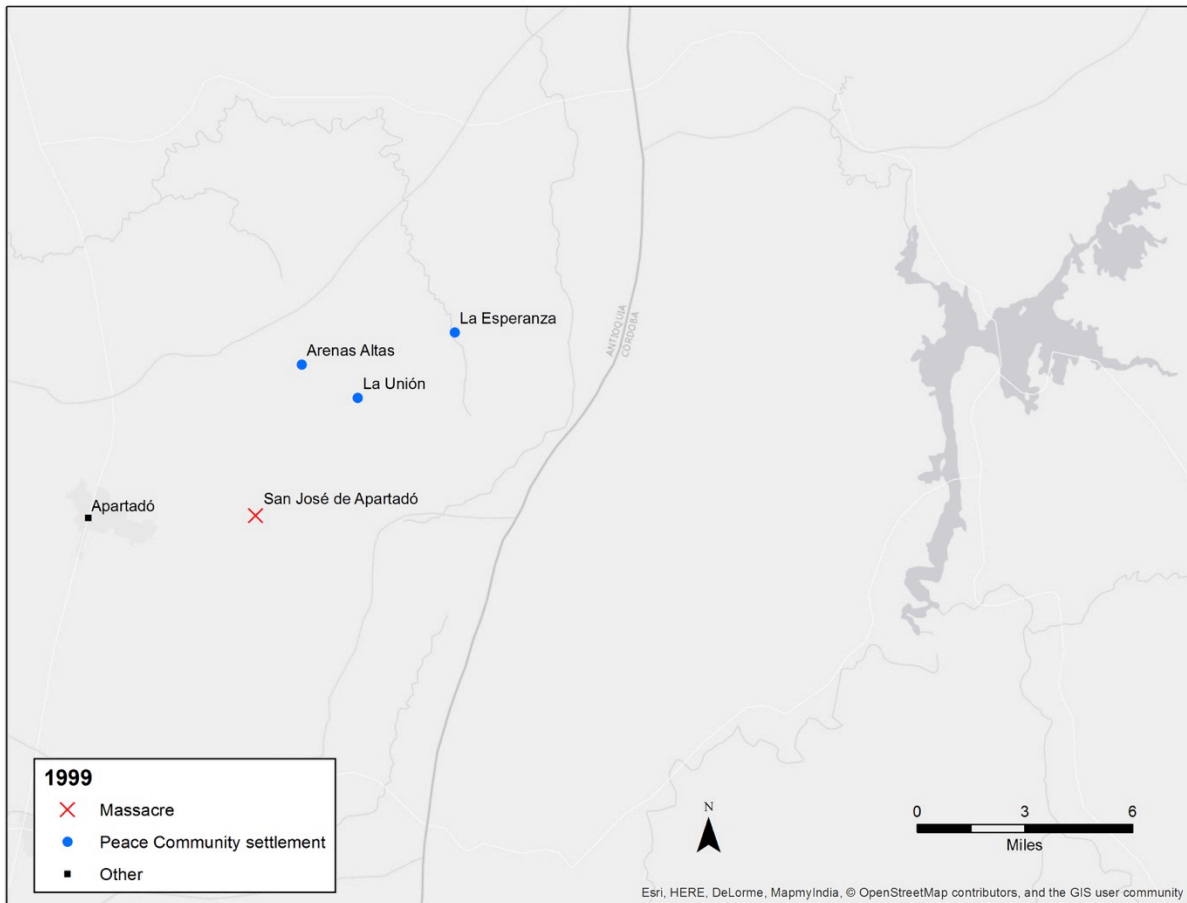 La Esperanza
ANTIOQUIA
CÓRDOBA
Arenas Altas
La Unión
San José de Apartadó
Apartadó
1999
Massacre
Peace Community settlement
Other
N
0 3 6
Miles
Esri, HERE, DeLorme, MapmyIndia, © OpenStreetMap contributors, and the GIS user community